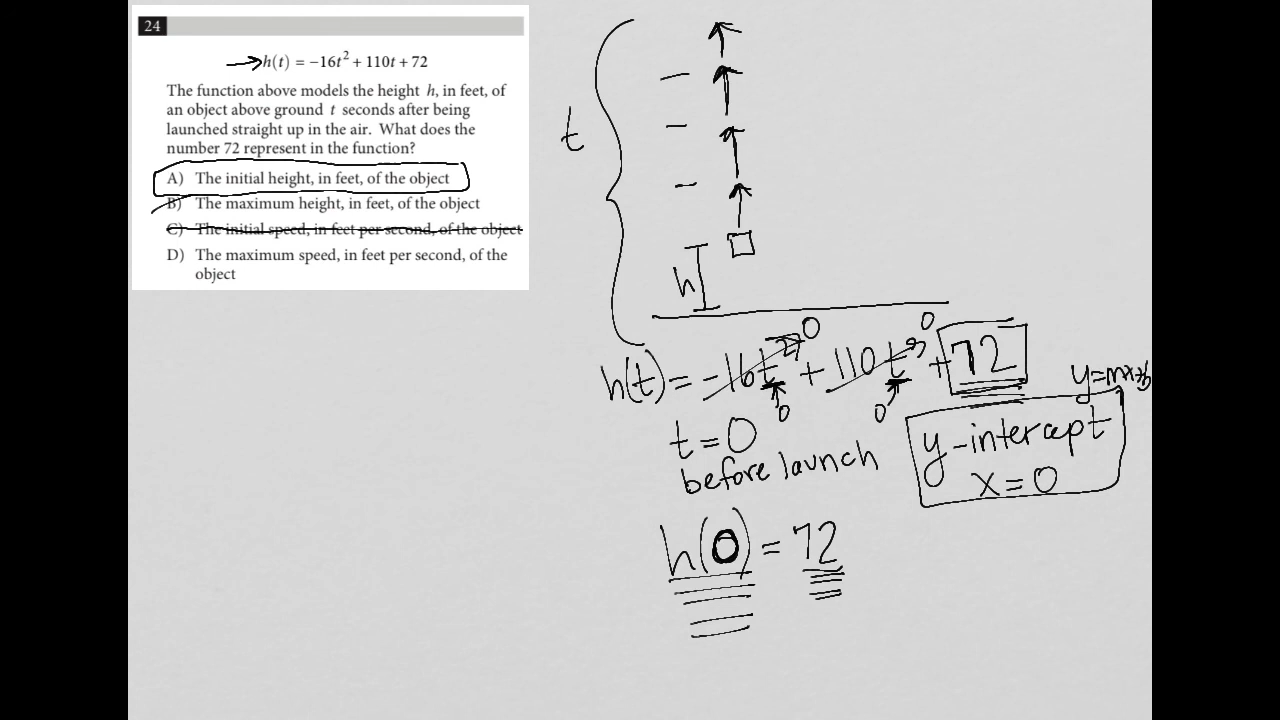 24
h(t) = −16t² + 110t + 72
The function above models the height h, in feet, of
an object above ground t seconds after being
launched straight up in the air. What does the
number 72 represent in the function?
A) The initial height, in feet, of the object
B) The maximum height, in feet, of the object
C) The initial speed, in feet per second, of the object
D) The maximum speed, in feet per second, of the
object
t
h
0 0
h(t) = -16t² + 110t + 72
0 0
y=mx+b
t = 0
before launch
y-intercept
x = 0
h(0) = 72